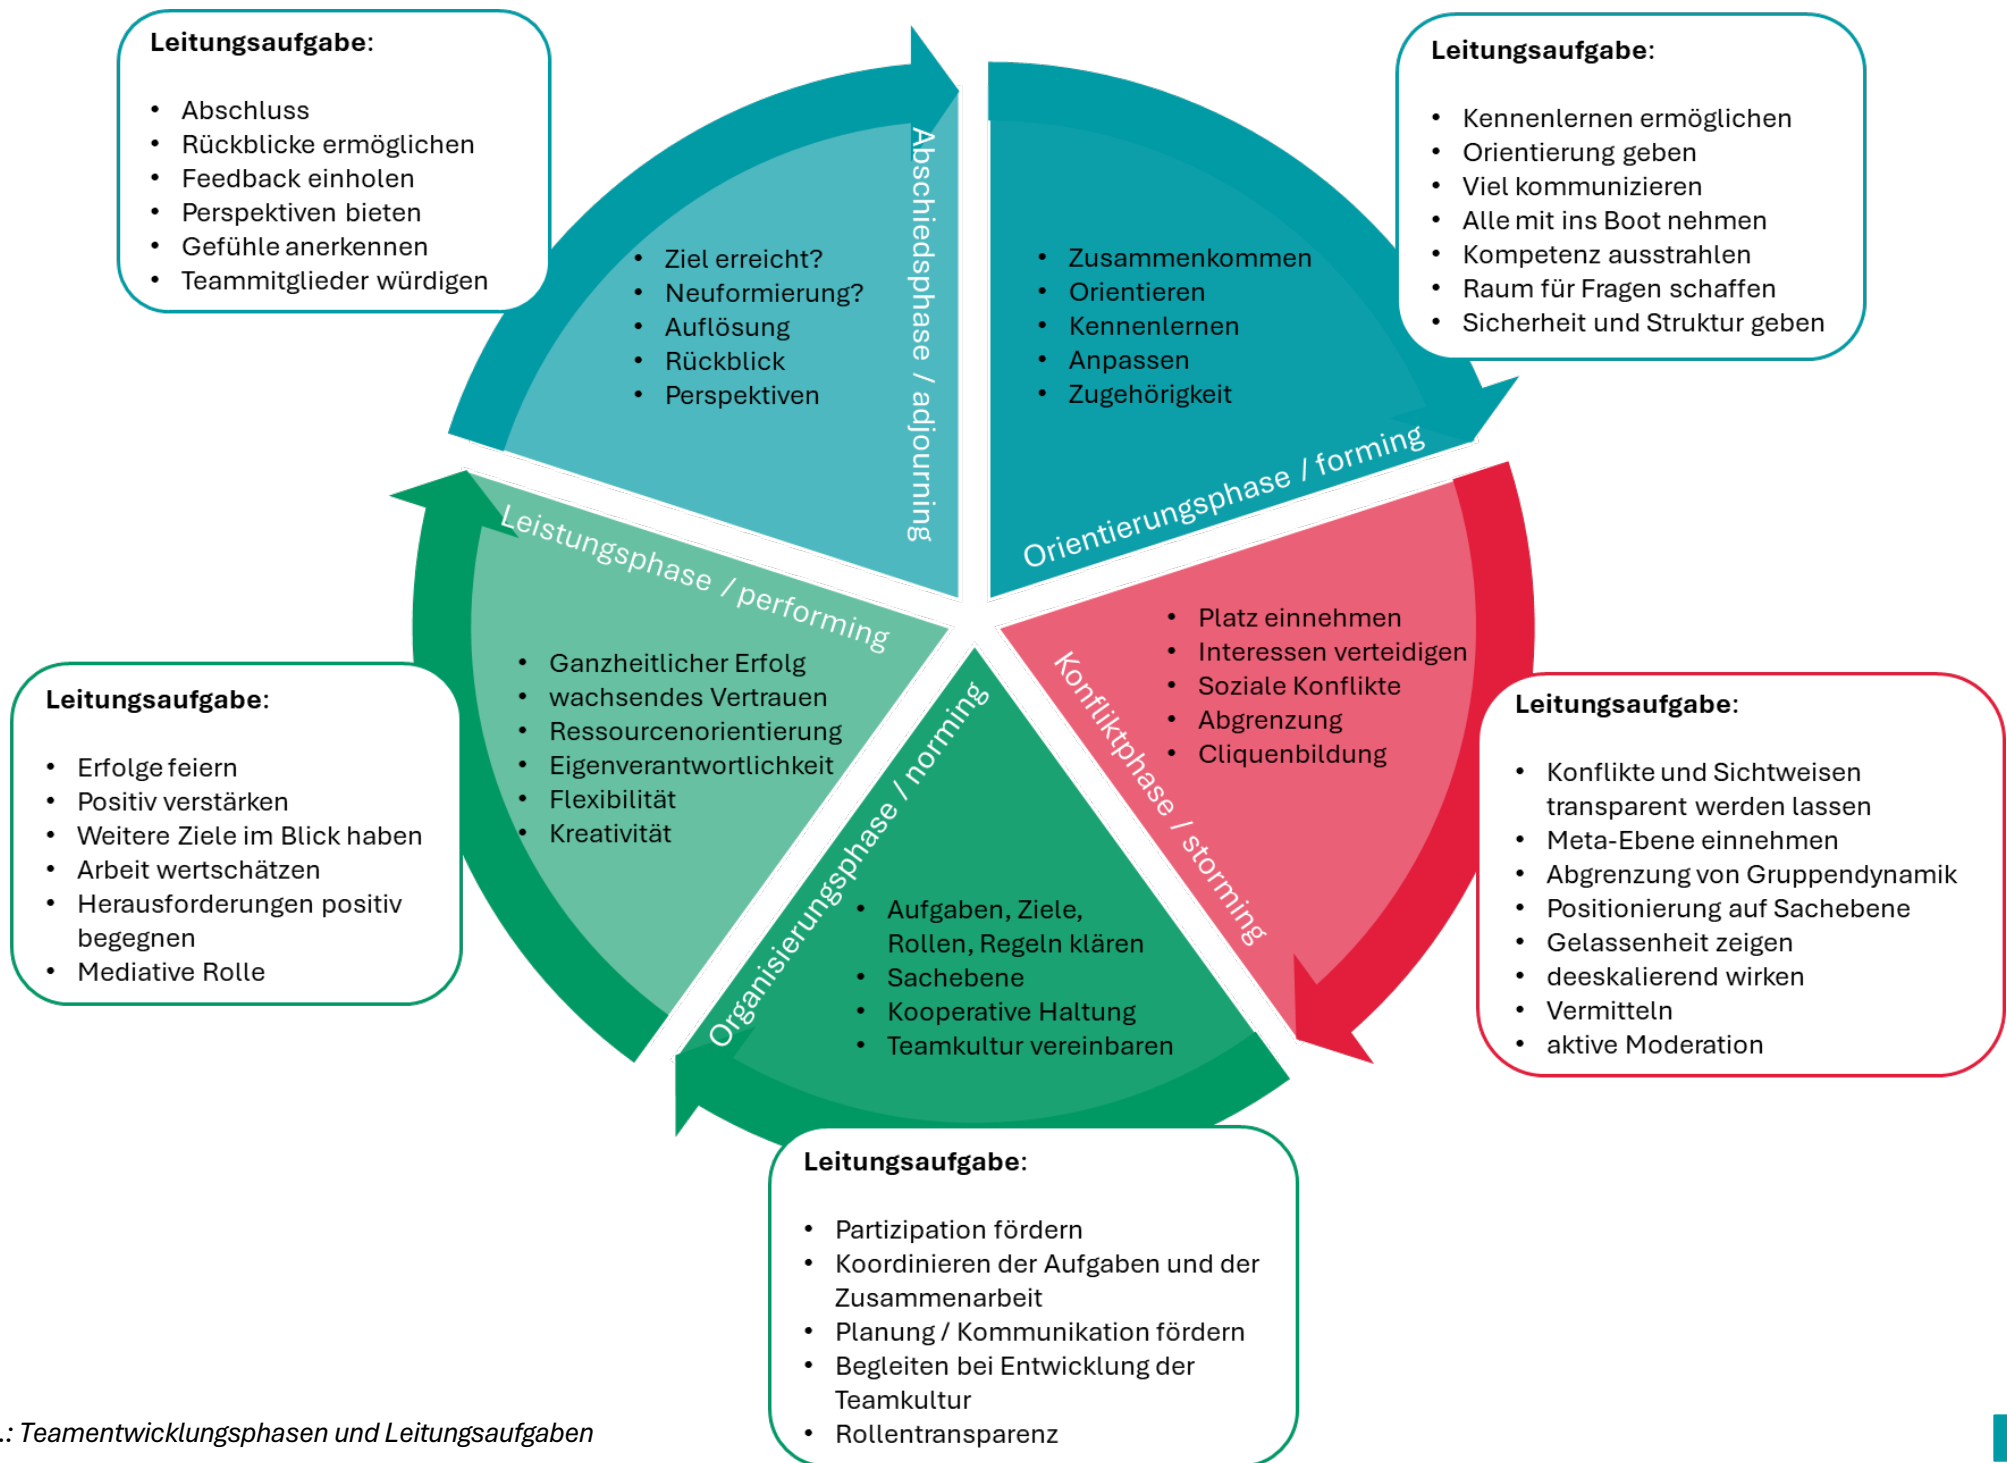 Leitungsaufgabe:
• Abschluss
• Rückblicke ermöglichen
• Feedback einholen
• Perspektiven bieten
• Gefühle anerkennen
• Teammitglieder würdigen
Leitungsaufgabe:
• Kennenlernen ermöglichen
• Orientierung geben
• Viel kommunizieren
• Alle mit ins Boot nehmen
• Kompetenz ausstrahlen
• Raum für Fragen schaffen
• Sicherheit und Struktur geben
Abschiedsphase / adjourning
• Ziel erreicht?
• Neuformierung?
• Auflösung
• Rückblick
• Perspektiven
• Zusammenkommen
• Orientieren
• Kennenlernen
• Anpassen
• Zugehörigkeit
Orientierungsphase / forming
Leistungsphase / performing
• Ganzheitlicher Erfolg
• wachsendes Vertrauen
• Ressourcenorientierung
• Eigenverantwortlichkeit
• Flexibilität
• Kreativität
• Platz einnehmen
• Interessen verteidigen
• Soziale Konflikte
• Abgrenzung
• Cliquenbildung
Konfliktphase / storming
Organisierungsphase / norming
• Aufgaben, Ziele,
Rollen, Regeln klären
• Sachebene
• Kooperative Haltung
• Teamkultur vereinbaren
Leitungsaufgabe:
• Erfolge feiern
• Positiv verstärken
• Weitere Ziele im Blick haben
• Arbeit wertschätzen
• Herausforderungen positiv
begegnen
• Mediative Rolle
Leitungsaufgabe:
• Konflikte und Sichtweisen
transparent werden lassen
• Meta-Ebene einnehmen
• Abgrenzung von Gruppendynamik
• Positionierung auf Sachebene
• Gelassenheit zeigen
• deeskalierend wirken
• Vermitteln
• aktive Moderation
Leitungsaufgabe:
• Partizipation fördern
• Koordinieren der Aufgaben und der
Zusammenarbeit
• Planung / Kommunikation fördern
• Begleiten bei Entwicklung der
Teamkultur
• Rollentransparenz
.: Teamentwicklungsphasen und Leitungsaufgaben